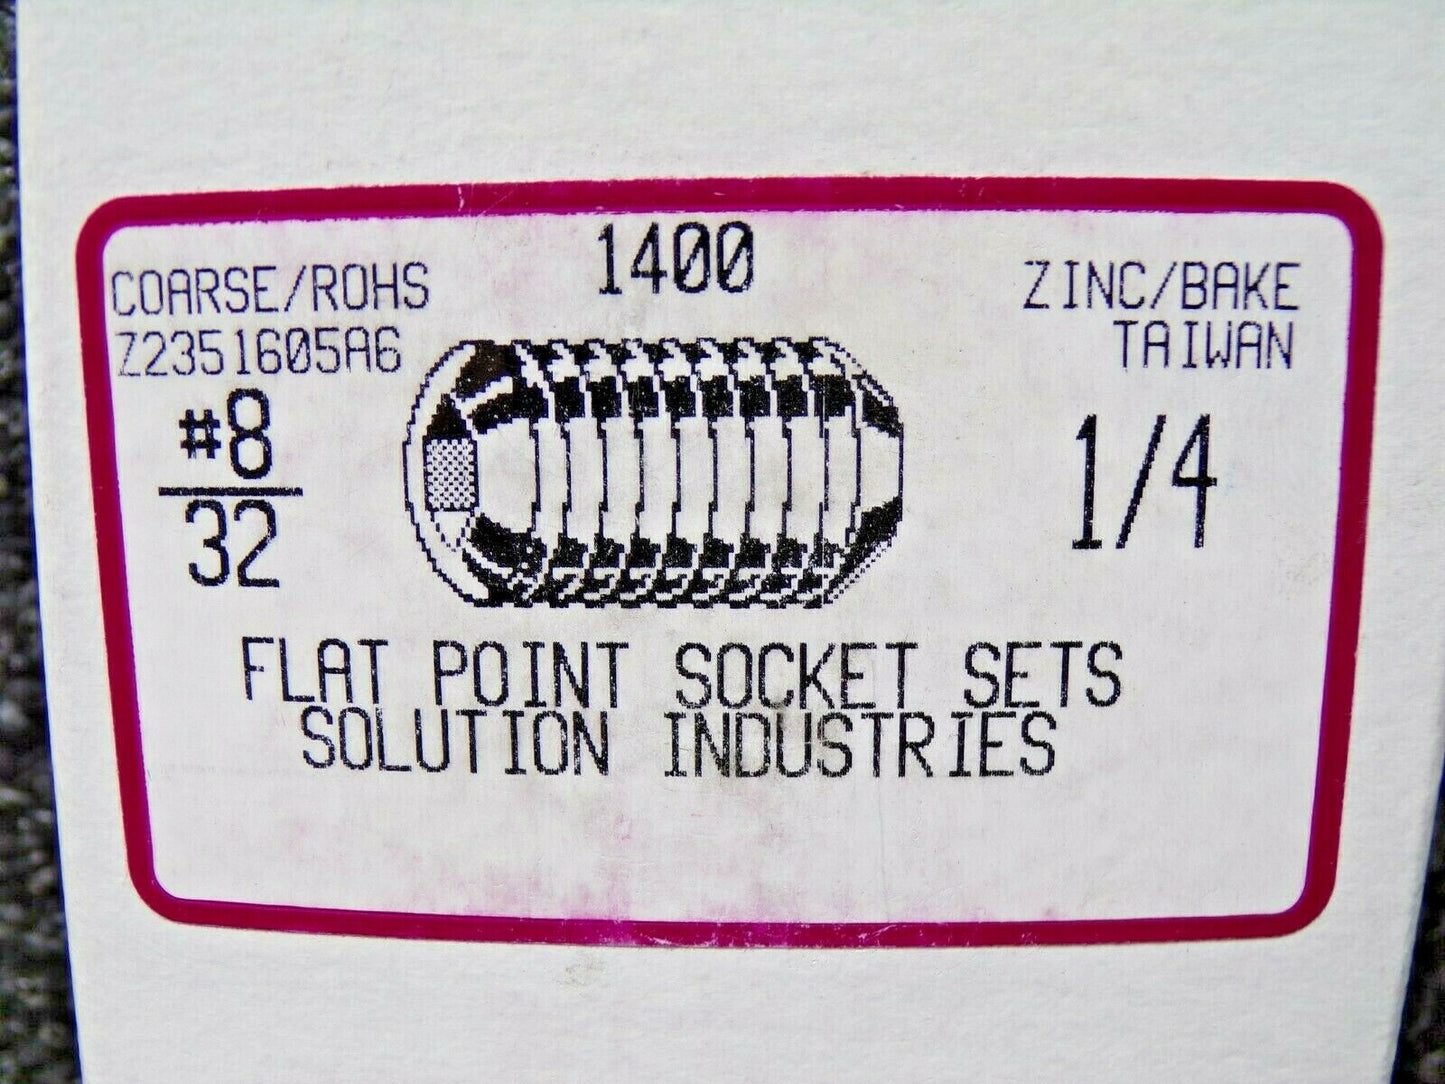 1400
COARSE/ROHS
Z2351605A6
ZINC/BAKE
TAIWAN
#8
32
1/4
FLAT POINT SOCKET SETS
SOLUTION INDUSTRIES